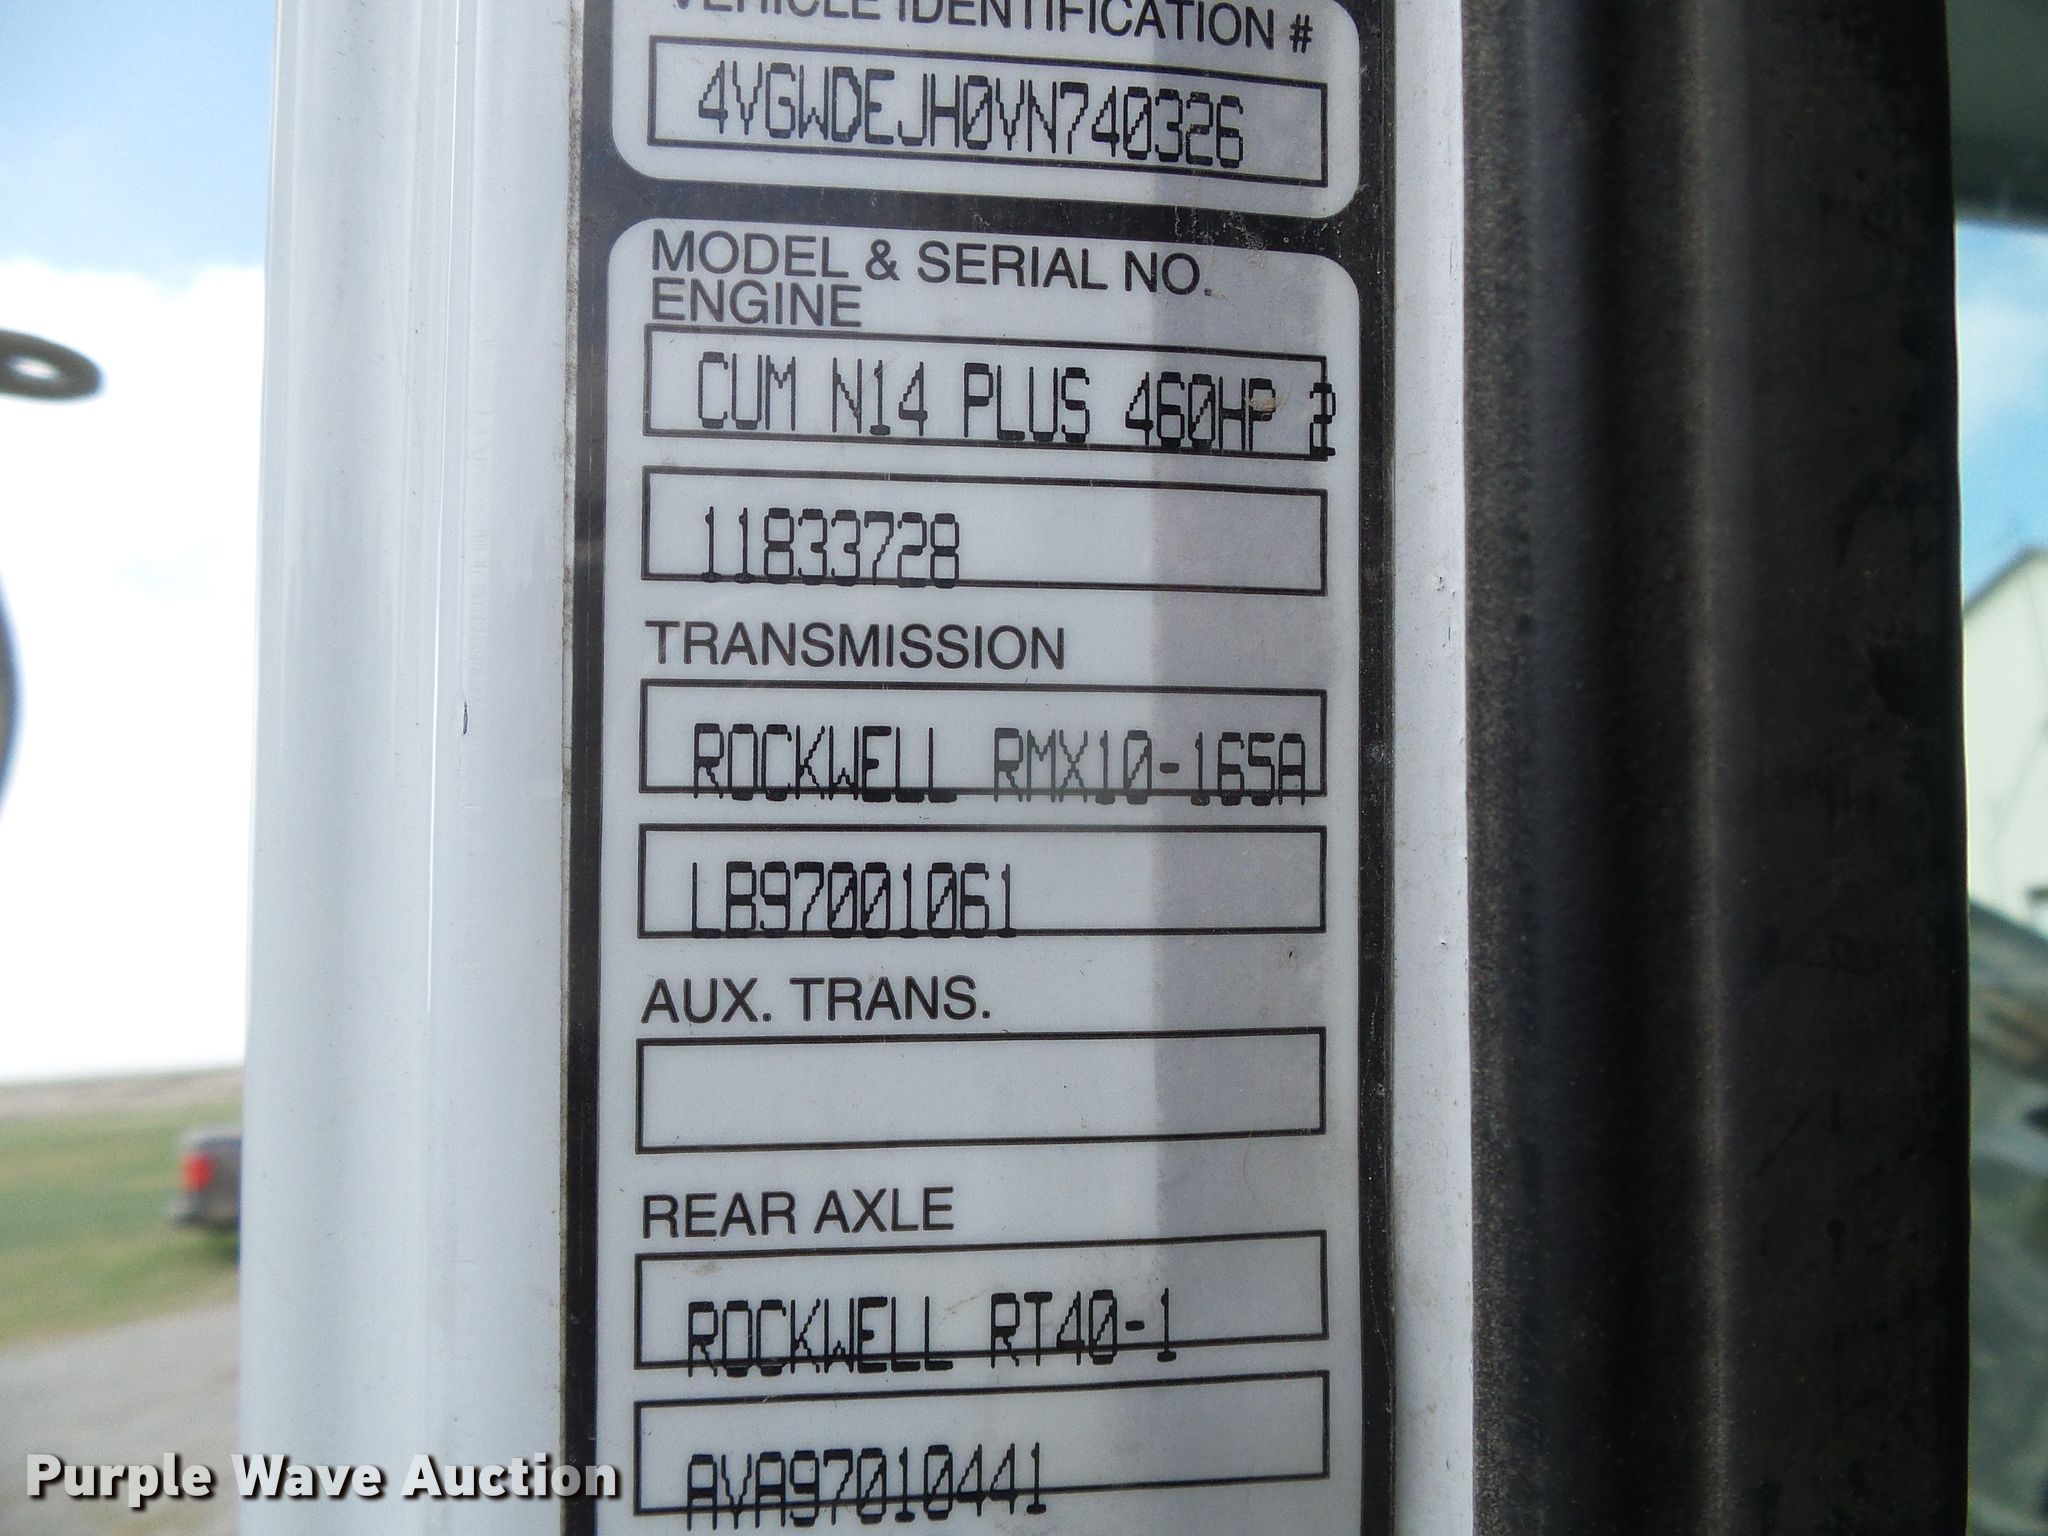 VEHICLE IDENTIFICATION #
4VGWDEJH0VN740326
MODEL & SERIAL NO.
ENGINE
CUM N14 PLUS 460HP 2
11833728
TRANSMISSION
ROCKWELL RMX10-165A
LB97001061
AUX. TRANS.
REAR AXLE
ROCKWELL RT40-1
AVA97010441
Purple Wave Auction